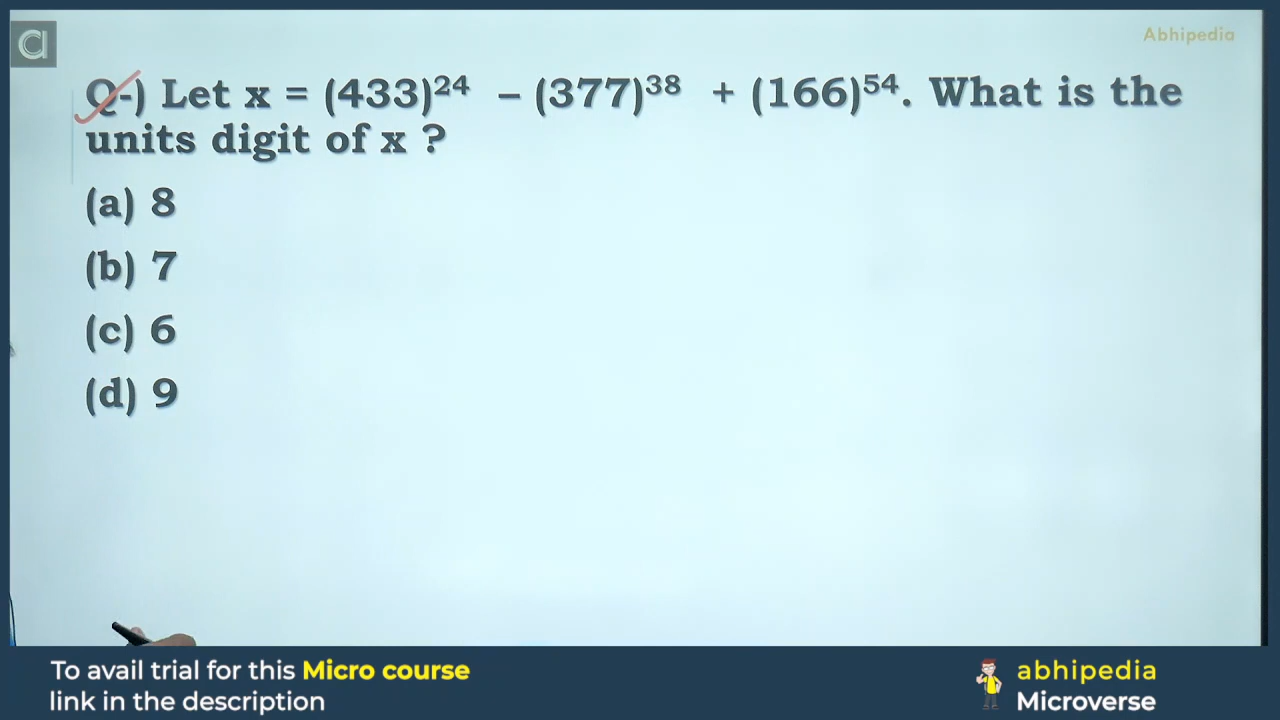 Abhipedia
Q-) Let x = (433)²⁴ – (377)³⁸ + (166)⁵⁴. What is the
units digit of x ?
(a) 8
(b) 7
(c) 6
(d) 9
To avail trial for this Micro course
link in the description
abhipedia
Microverse